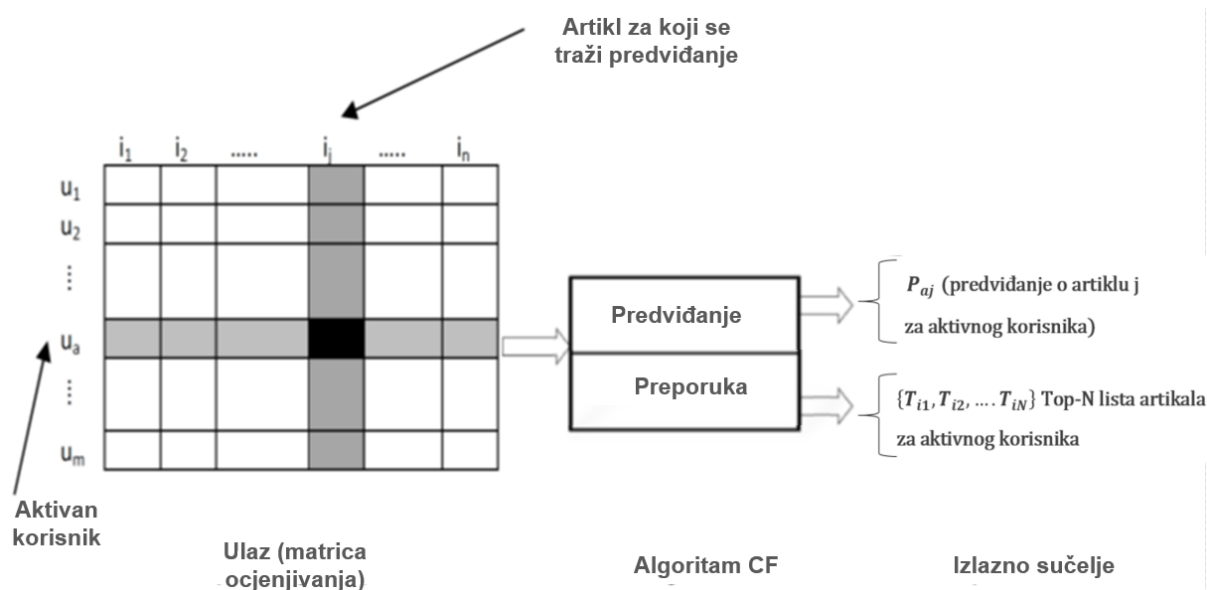 Artikl za koji se
traži predviđanje
i₁ i₂ ..... iⱼ ..... iₙ
u₁
u₂
⋮
uₐ
⋮
uₘ
Aktivan
korisnik
Predviđanje
Preporuka
Pₐⱼ (predviđanje o artiklu j
za aktivnog korisnika)
{Tᵢ₁, Tᵢ₂, .... Tᵢₙ} Top-N lista artikala
za aktivnog korisnika
Ulaz (matrica
ocjenjivanja)
Algoritam CF
Izlazno sučelje